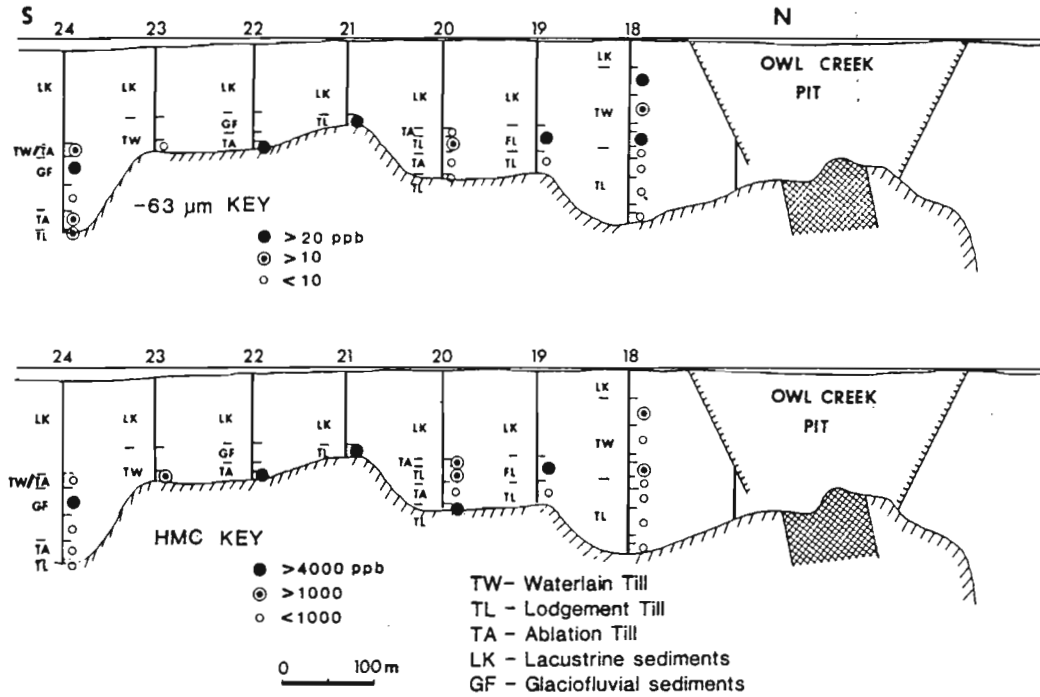 S N
24 23 22 21 20 19 18
LK LK LK LK LK LK LK
OWL CREEK
PIT
TW/TA
GF
TA
TL
TW
GF
TA
TL
TA
TL
TA
TL
FL
TL
TW
TL
-63 µm KEY
>20 ppb
>10
<10
24 23 22 21 20 19 18
LK LK LK LK LK LK LK
OWL CREEK
PIT
TW/TA
GF
TA
TL
TW
GF
TA
TL
TA
TL
TA
TL
FL
TL
TW
TL
HMC KEY
>4000 ppb
>1000
<1000
0 100m
TW- Waterlain Till
TL - Lodgement Till
TA - Ablation Till
LK - Lacustrine sediments
GF - Glaciofluvial sediments